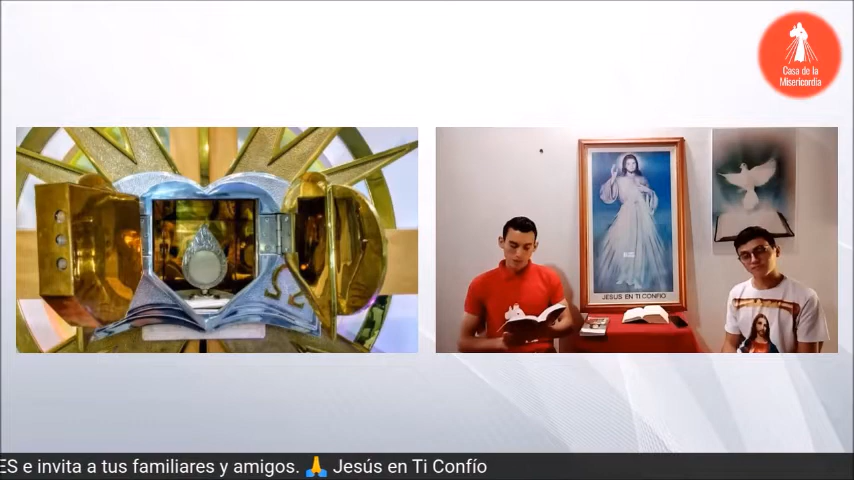 Casa de la
Misericordia
JESUS EN TI CONFIO
ES e invita a tus familiares y amigos. 🙏 Jesús en Ti Confío